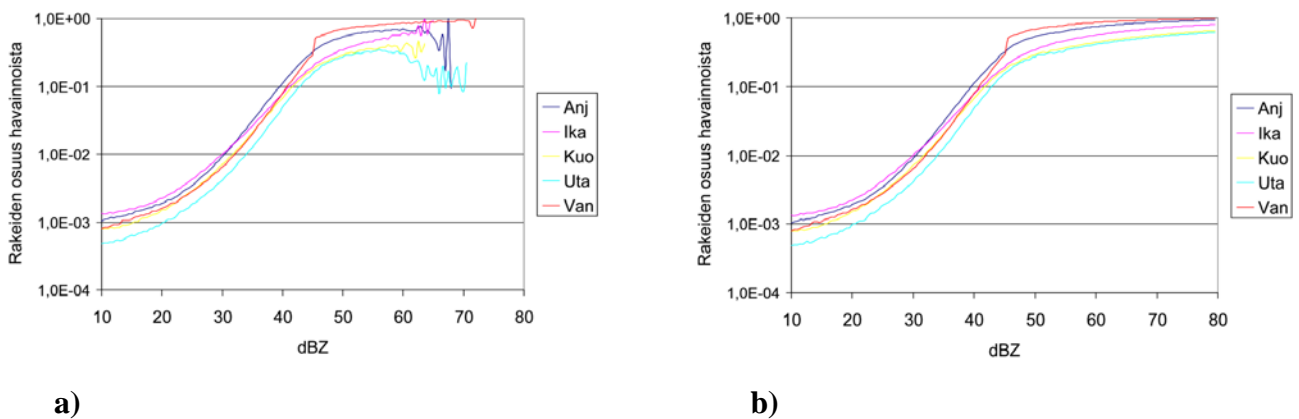 Rakeiden osuus havainnoista
1,0E+00
1,0E-01
1,0E-02
1,0E-03
1,0E-04
10 20 30 40 50 60 70 80
dBZ
Anj
Ika
Kuo
Uta
Van
a)
Rakeiden osuus havainnoista
1,0E+00
1,0E-01
1,0E-02
1,0E-03
1,0E-04
10 20 30 40 50 60 70 80
dBZ
Anj
Ika
Kuo
Uta
Van
b)